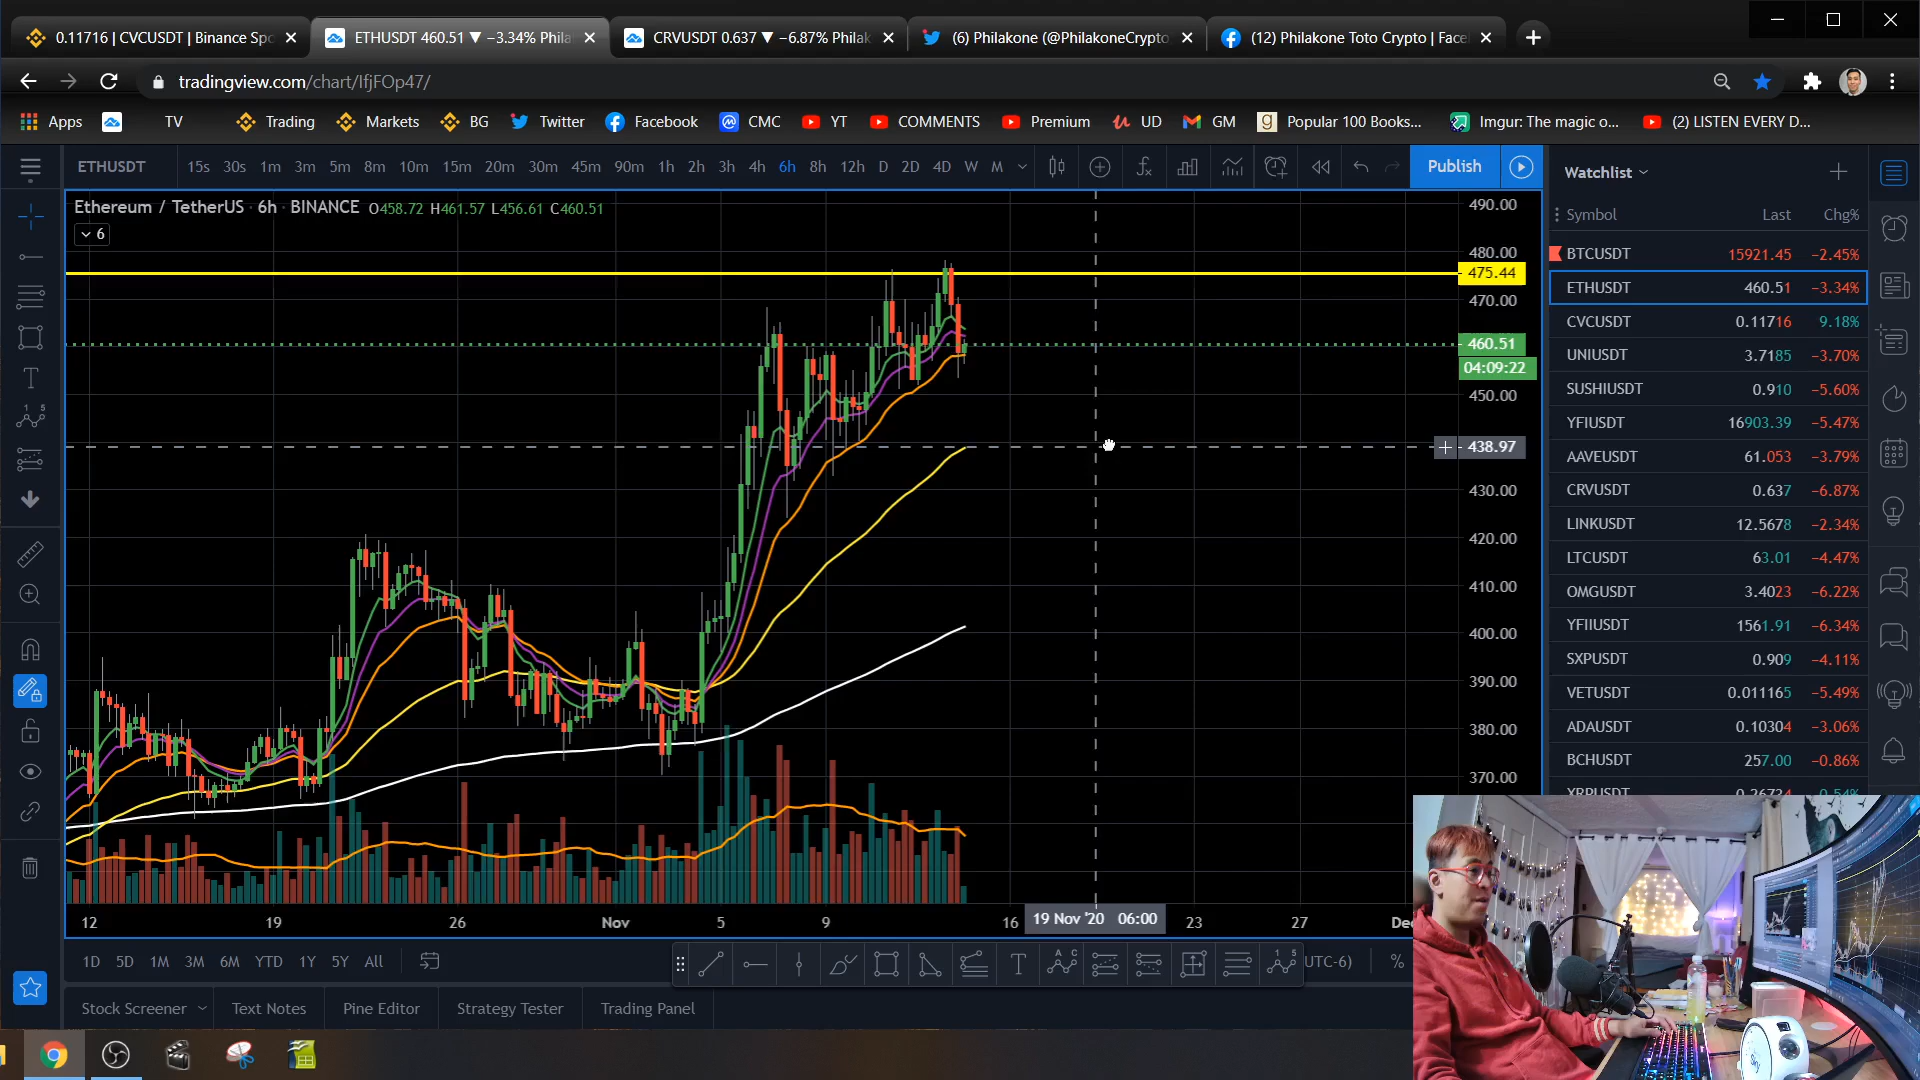 0.11716 | CVCUSDT | Binance Spo
ETHUSDT 460.51 ▼ −3.34% Phila
CRVUSDT 0.637 ▼ −6.87% Philak
(6) Philakone (@PhilakoneCrypto
(12) Philakone Toto Crypto | Face
tradingview.com/chart/IfjFOp47/
Apps TV Trading Markets BG Twitter Facebook CMC YT COMMENTS Premium UD GM Popular 100 Books... Imgur: The magic o... (2) LISTEN EVERY D...
ETHUSDT 15s 30s 1m 3m 5m 8m 10m 15m 20m 30m 45m 90m 1h 2h 3h 4h 6h 8h 12h D 2D 4D W M Publish
Ethereum / TetherUS · 6h · BINANCE O458.72 H461.57 L456.61 C460.51
6
490.00
480.00
475.44
470.00
460.51
04:09:22
450.00
438.97
430.00
420.00
410.00
400.00
390.00
380.00
370.00
12 19 26 Nov 5 9 16 19 Nov '20 06:00 23 27 Dec
Watchlist
Symbol Last Chg%
BTCUSDT 15921.45 −2.45%
ETHUSDT 460.51 −3.34%
CVCUSDT 0.11716 9.18%
UNIUSDT 3.7185 −3.70%
SUSHIUSDT 0.910 −5.60%
YFIUSDT 16903.39 −5.47%
AAVEUSDT 61.053 −3.79%
CRVUSDT 0.637 −6.87%
LINKUSDT 12.5678 −2.34%
LTCUSDT 63.01 −4.47%
OMGUSDT 3.4023 −6.22%
YFIIUSDT 1561.91 −6.34%
SXPUSDT 0.909 −4.11%
VETUSDT 0.011165 −5.49%
ADAUSDT 0.10304 −3.06%
BCHUSDT 257.00 −0.86%
1D 5D 1M 3M 6M YTD 1Y 5Y All UTC-6) %
Stock Screener Text Notes Pine Editor Strategy Tester Trading Panel